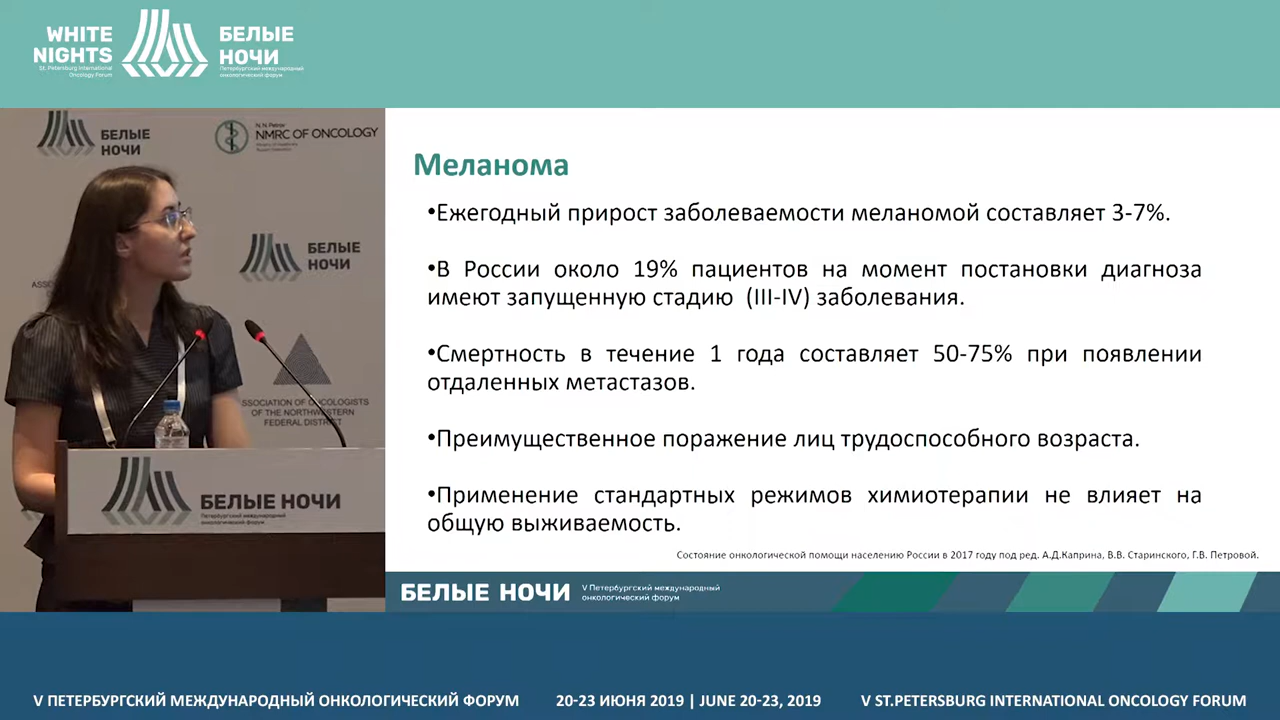 WHITE
NIGHTS
St. Petersburg International
Oncology Forum
БЕЛЫЕ
НОЧИ
Петербургский международный
онкологический форум
БЕЛЫЕ
НОЧИ
N.N. Petrov
NMRC OF ONCOLOGY
БЕЛЫЕ
НОЧИ
SSOCIATION OF ONCOLOGISTS
OF THE NORTHWESTERN
FEDERAL DISTRICT
БЕЛЫЕ НОЧИ
Петербургский международный
онкологический форум
Меланома
•Ежегодный прирост заболеваемости меланомой составляет 3-7%.
•В России около 19% пациентов на момент постановки диагноза
имеют запущенную стадию (III-IV) заболевания.
•Смертность в течение 1 года составляет 50-75% при появлении
отдаленных метастазов.
•Преимущественное поражение лиц трудоспособного возраста.
•Применение стандартных режимов химиотерапии не влияет на
общую выживаемость.
Состояние онкологической помощи населению России в 2017 году под ред. А.Д.Каприна, В.В. Старинского, Г.В. Петровой.
БЕЛЫЕ НОЧИ
V Петербургский международный
онкологический форум
V ПЕТЕРБУРГСКИЙ МЕЖДУНАРОДНЫЙ ОНКОЛОГИЧЕСКИЙ ФОРУМ
20-23 ИЮНЯ 2019 | JUNE 20-23, 2019
V ST.PETERSBURG INTERNATIONAL ONCOLOGY FORUM